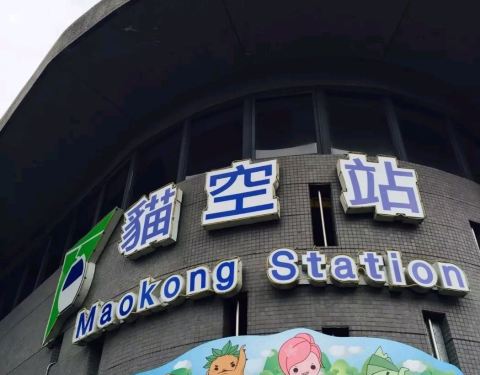 貓空站
Maokong Station